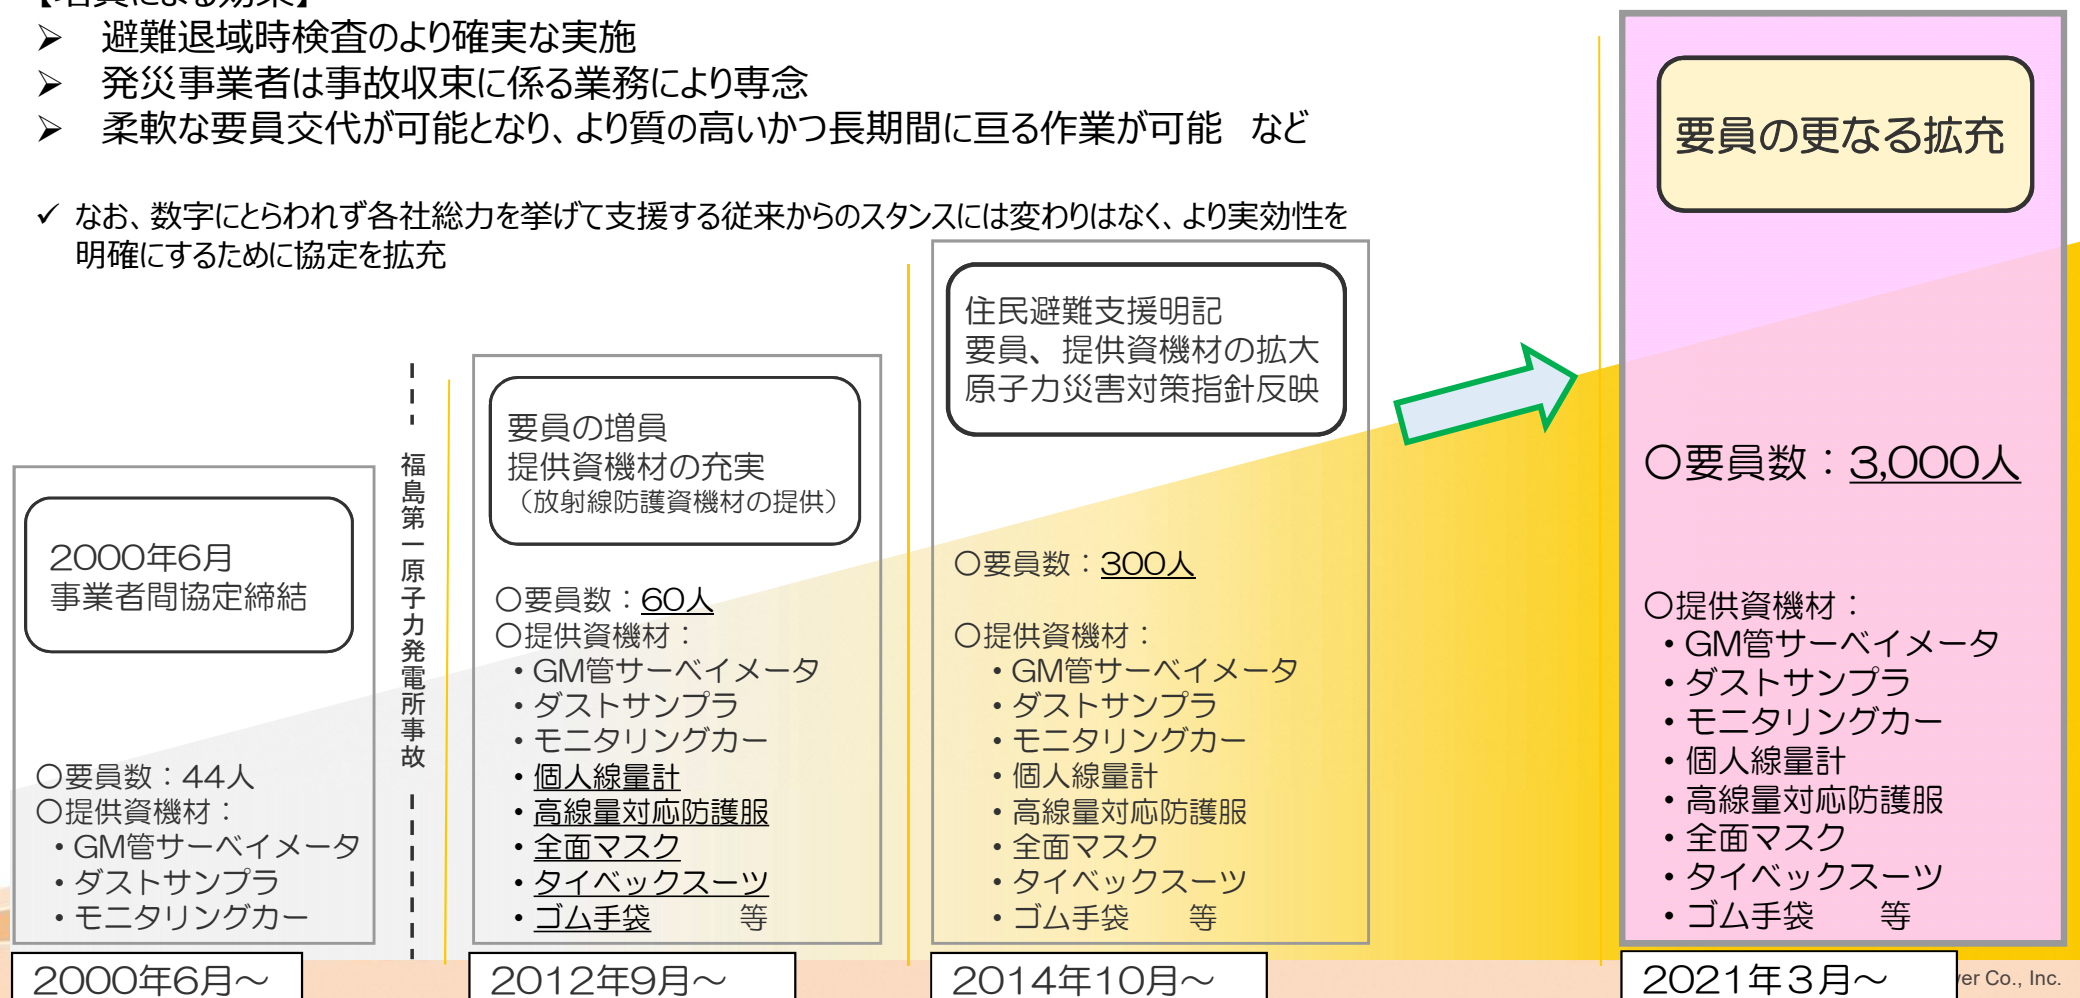 【増員による効果】
➢ 避難退域時検査のより確実な実施
➢ 発災事業者は事故収束に係る業務により専念
➢ 柔軟な要員交代が可能となり、より質の高いかつ長期間に亘る作業が可能 など
✓ なお、数字にとらわれず各社総力を挙げて支援する従来からのスタンスには変わりはなく、より実効性を
明確にするために協定を拡充
2000年6月
事業者間協定締結
○要員数：44人
○提供資機材：
・GM管サーベイメータ
・ダストサンプラ
・モニタリングカー
2000年6月～
福島第一原子力発電所事故
要員の増員
提供資機材の充実
（放射線防護資機材の提供）
○要員数：60人
○提供資機材：
・GM管サーベイメータ
・ダストサンプラ
・モニタリングカー
・個人線量計
・高線量対応防護服
・全面マスク
・タイベックスーツ
・ゴム手袋 等
2012年9月～
住民避難支援明記
要員、提供資機材の拡大
原子力災害対策指針反映
○要員数：300人
○提供資機材：
・GM管サーベイメータ
・ダストサンプラ
・モニタリングカー
・個人線量計
・高線量対応防護服
・全面マスク
・タイベックスーツ
・ゴム手袋 等
2014年10月～
要員の更なる拡充
○要員数：3,000人
○提供資機材：
・GM管サーベイメータ
・ダストサンプラ
・モニタリングカー
・個人線量計
・高線量対応防護服
・全面マスク
・タイベックスーツ
・ゴム手袋 等
2021年3月～
Co., Inc.